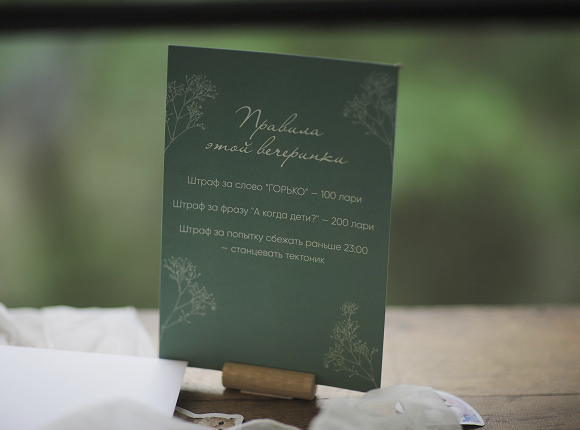 Правила
этой вечеринки
Штраф за слово "ГОРЬКО" – 100 лари
Штраф за фразу "А когда дети?" – 200 лари
Штраф за попытку сбежать раньше 23:00
– станцевать тектоник